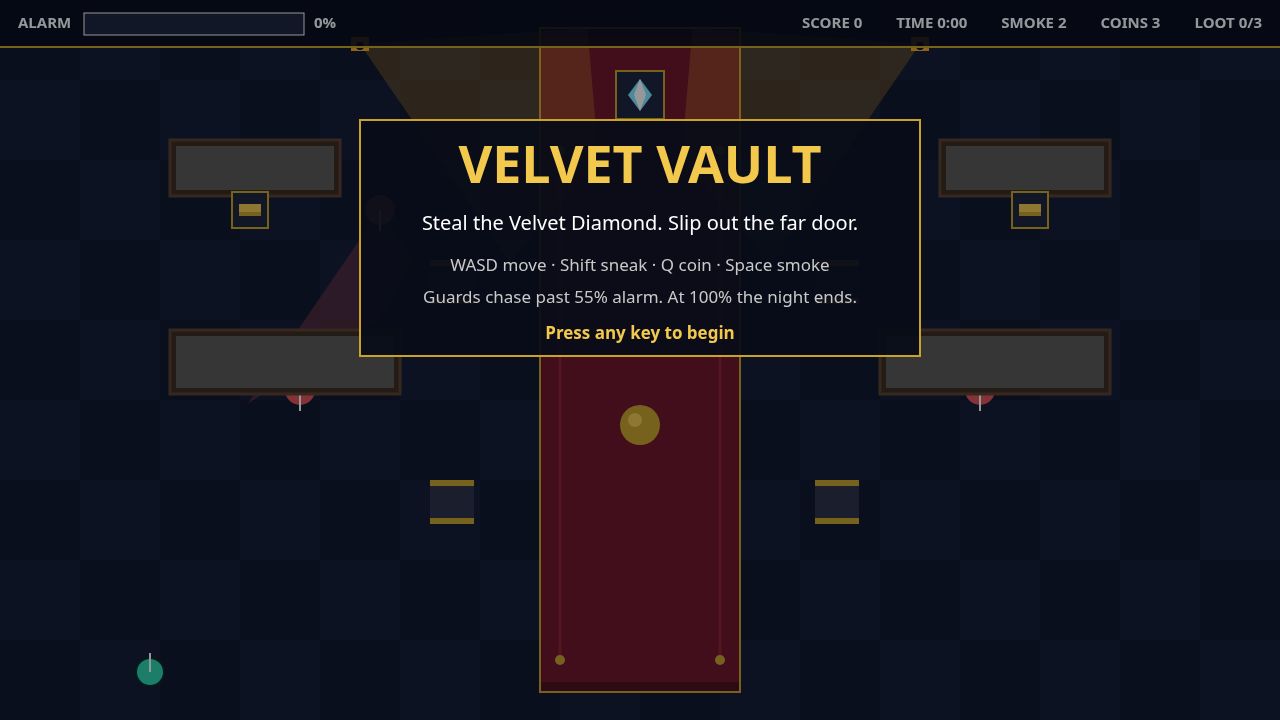 ALARM 0% SCORE 0 TIME 0:00 SMOKE 2 COINS 3 LOOT 0/3
VELVET VAULT
Steal the Velvet Diamond. Slip out the far door.
WASD move · Shift sneak · Q coin · Space smoke
Guards chase past 55% alarm. At 100% the night ends.
Press any key to begin